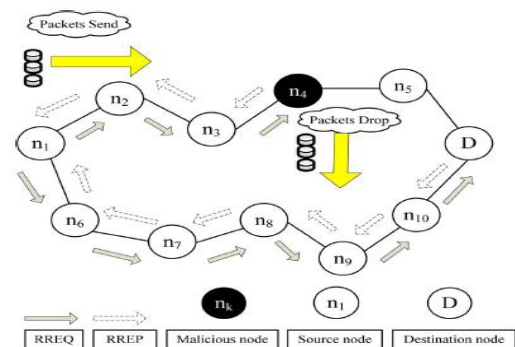 Packets Send
n2
n4
n5
n3
Packets Drop
n1
D
n6
n8
n10
n7
n9
nk
n1
D
RREQ
RREP
Malicious node
Source node
Destination node